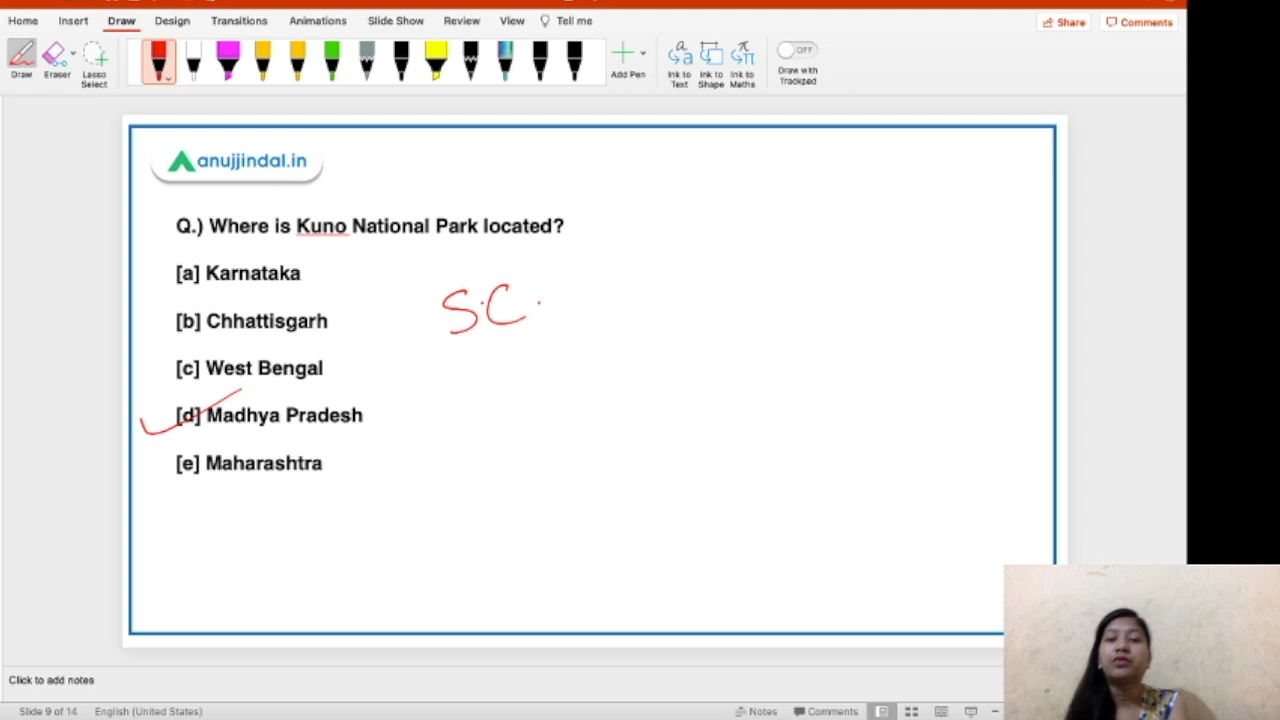 Home Insert Draw Design Transitions Animations Slide Show Review View Tell me Share Comments
Draw Eraser Lasso Select Add Pen Ink to Text Ink to Shape Ink to Maths OFF Draw with Trackpad
anujjindal.in
Q.) Where is Kuno National Park located?
[a] Karnataka
S.C.
[b] Chhattisgarh
[c] West Bengal
[d] Madhya Pradesh
[e] Maharashtra
Click to add notes
Slide 9 of 14 English (United States) Notes Comments